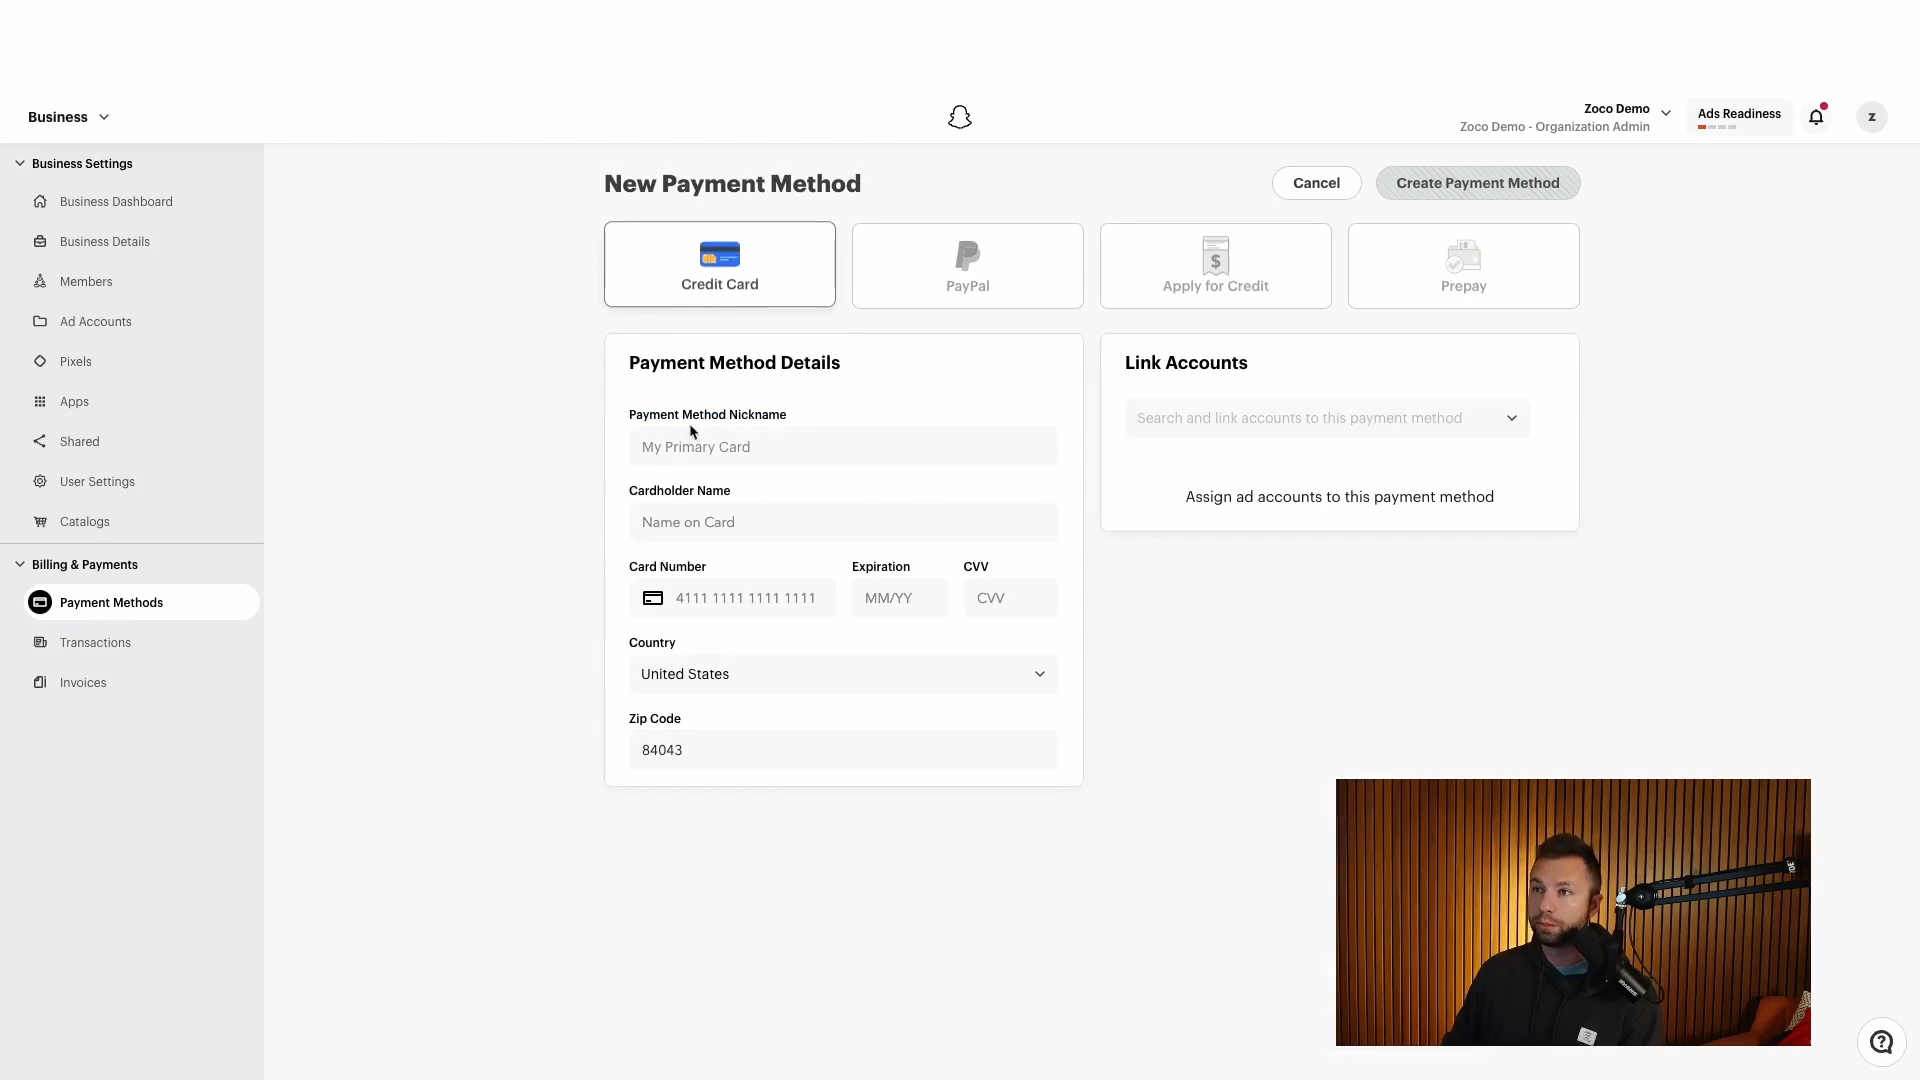 Business
Zoco Demo
Zoco Demo - Organization Admin
Ads Readiness
z
Business Settings
Business Dashboard
Business Details
Members
Ad Accounts
Pixels
Apps
Shared
User Settings
Catalogs
Billing & Payments
Payment Methods
Transactions
Invoices
New Payment Method
Cancel
Create Payment Method
Credit Card
PayPal
Apply for Credit
Prepay
Payment Method Details
Payment Method Nickname
My Primary Card
Cardholder Name
Name on Card
Card Number
Expiration
CVV
4111 1111 1111 1111
MM/YY
CVV
Country
United States
Zip Code
84043
Link Accounts
Search and link accounts to this payment method
Assign ad accounts to this payment method